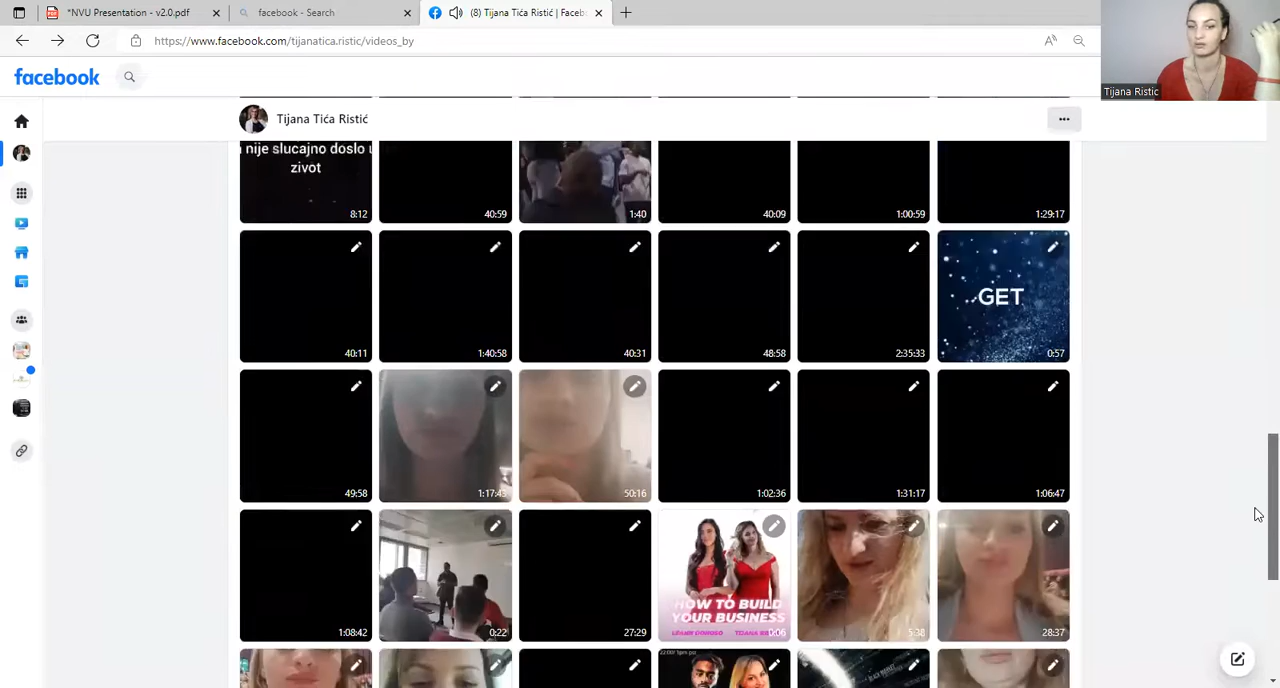 *NVU Presentation - v2.0.pdf
facebook - Search
(8) Tijana Tića Ristić | Faceb
https://www.facebook.com/tijanatica.ristic/videos_by
Tijana Ristic
facebook
Tijana Tića Ristić
nije slucajno doslo u
zivot
8:12
40:59
1:40
40:09
1:00:59
1:29:17
GET
40:11
1:40:58
40:31
48:58
2:35:33
0:57
49:58
1:17:43
50:16
1:02:36
1:31:17
1:06:47
HOW TO BUILD
YOUR BUSINESS
1:08:42
0:22
27:29
0:06
5:38
28:37